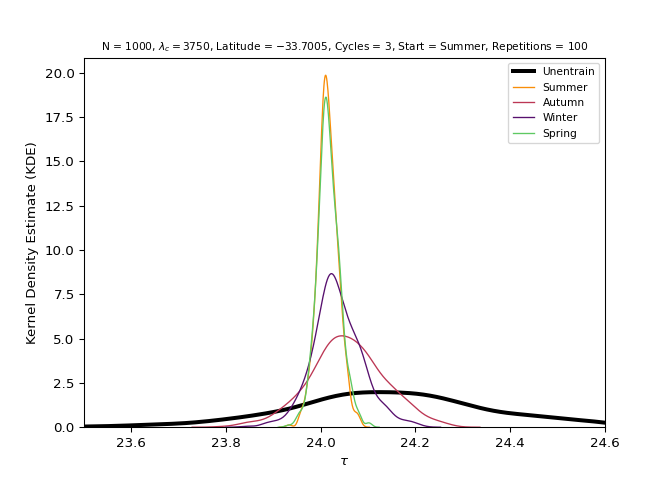 N = 1000, λc = 3750, Latitude = −33.7005, Cycles = 3, Start = Summer, Repetitions = 100
Kernel Density Estimate (KDE)
20.0
17.5
15.0
12.5
10.0
7.5
5.0
2.5
0.0
Unentrain
Summer
Autumn
Winter
Spring
23.6 23.8 24.0 24.2 24.4 24.6
τ